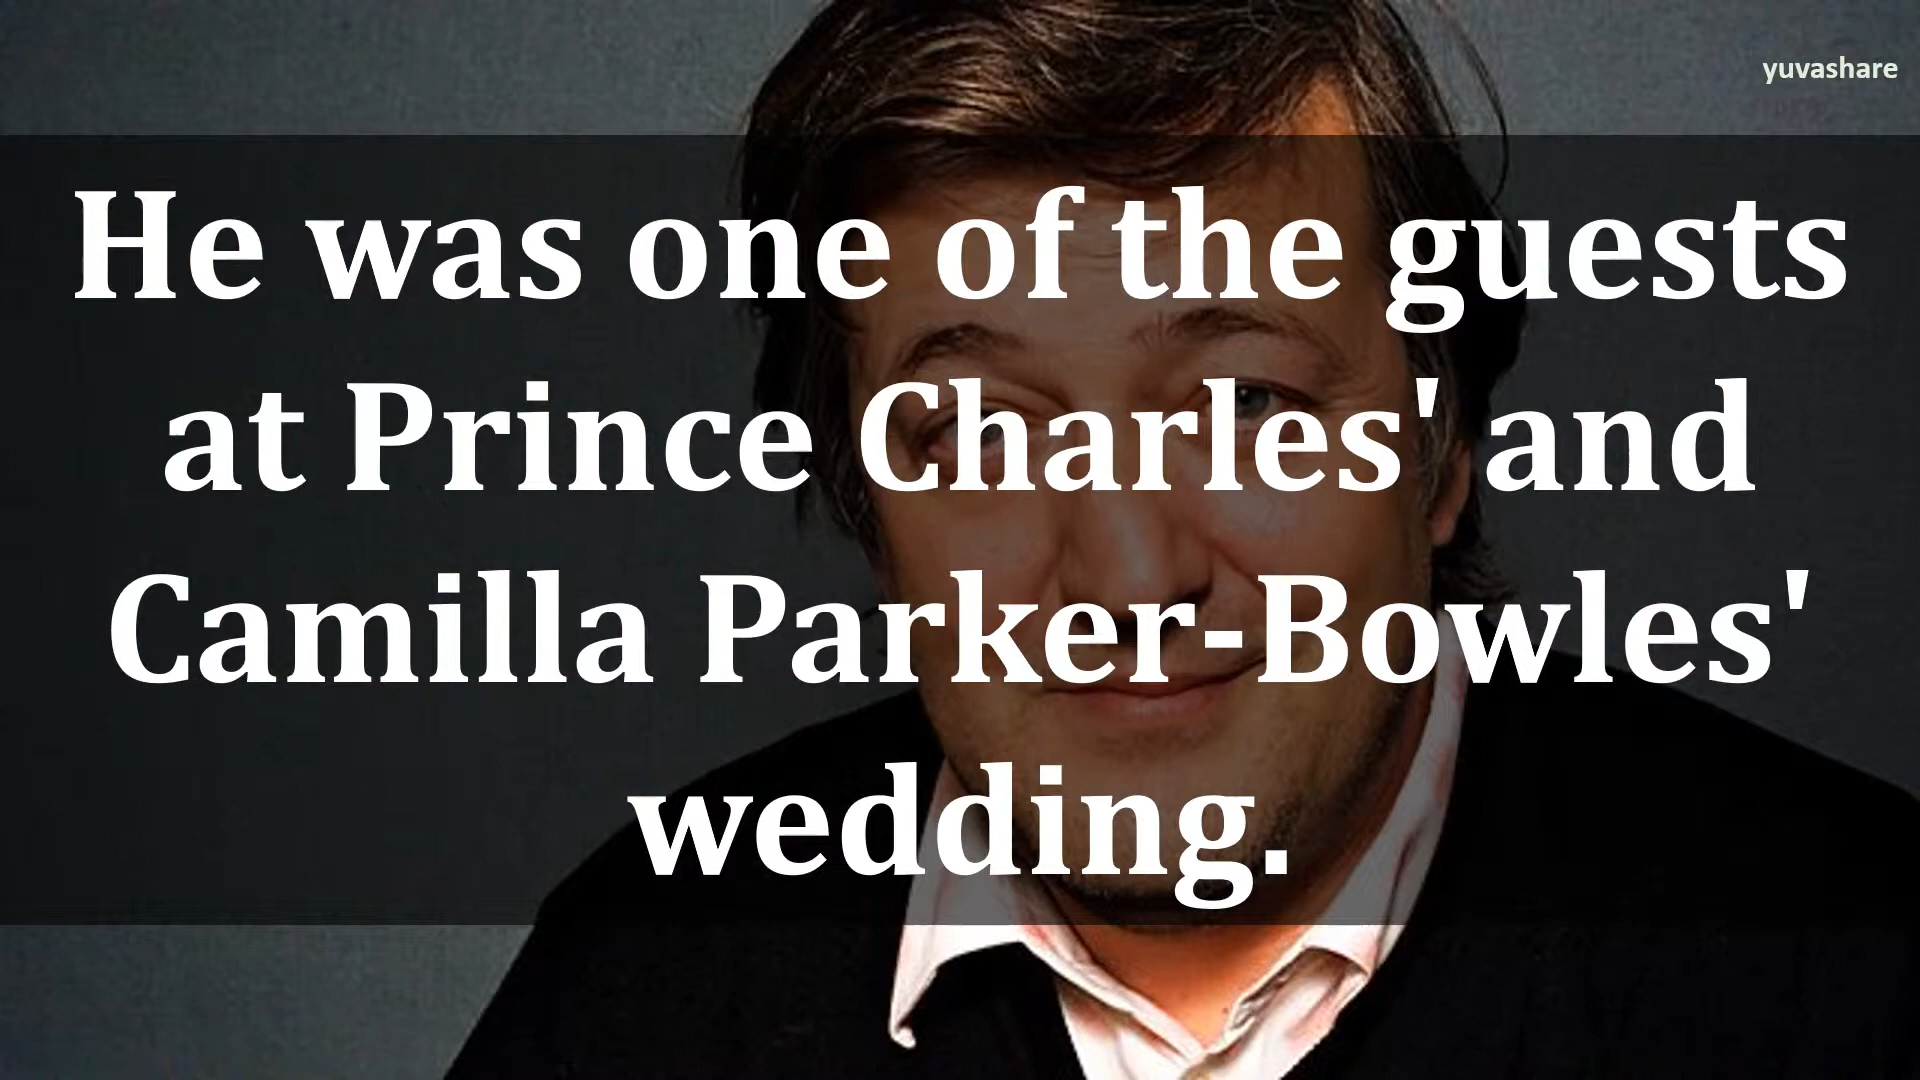 yuvashare
He was one of the guests
at Prince Charles' and
Camilla Parker-Bowles'
wedding.